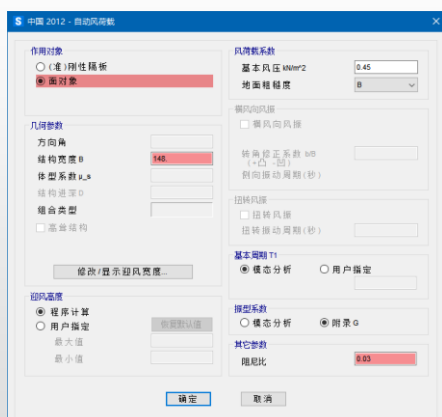 S 中国 2012 - 自动风荷载
作用对象
(准)刚性隔板
面对象
几何参数
方向角
结构宽度 B
148.
体型系数 μ_s
结构进深 D
组合类型
高耸结构
修改/显示迎风宽度...
迎风高度
程序计算
用户指定
恢复默认值
最大值
最小值
风荷载系数
基本风压 kN/m^2
0.45
地面粗糙度
B
横风向风振
横风向风振
转角修正系数 b/B
(+凸 -凹)
侧向振动周期(秒)
扭转风振
扭转风振
扭转振动周期(秒)
基本周期 T1
模态分析
用户指定
振型系数
模态分析
附录 G
其它参数
阻尼比
0.03
确定
取消